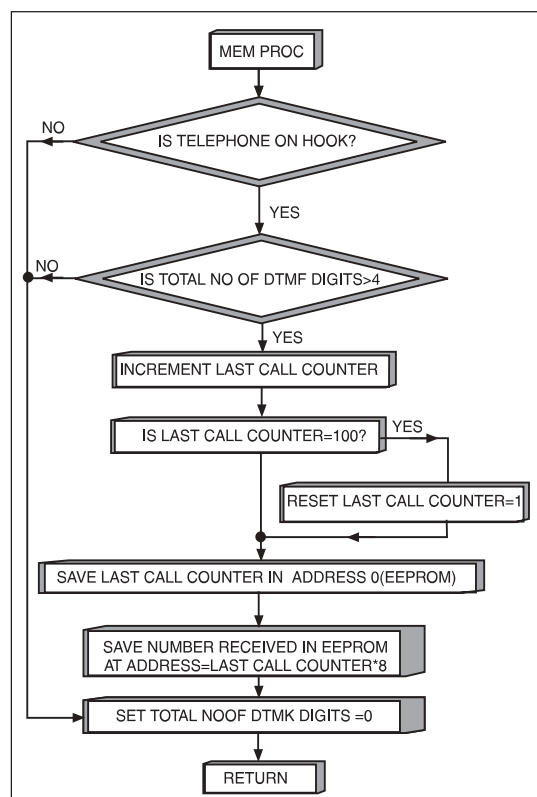 MEM PROC
NO
IS TELEPHONE ON HOOK?
YES
NO
IS TOTAL NO OF DTMF DIGITS>4
YES
INCREMENT LAST CALL COUNTER
IS LAST CALL COUNTER=100?
YES
RESET LAST CALL COUNTER=1
SAVE LAST CALL COUNTER IN ADDRESS 0(EEPROM)
SAVE NUMBER RECEIVED IN EEPROM
AT ADDRESS=LAST CALL COUNTER*8
SET TOTAL NOOF DTMK DIGITS =0
RETURN